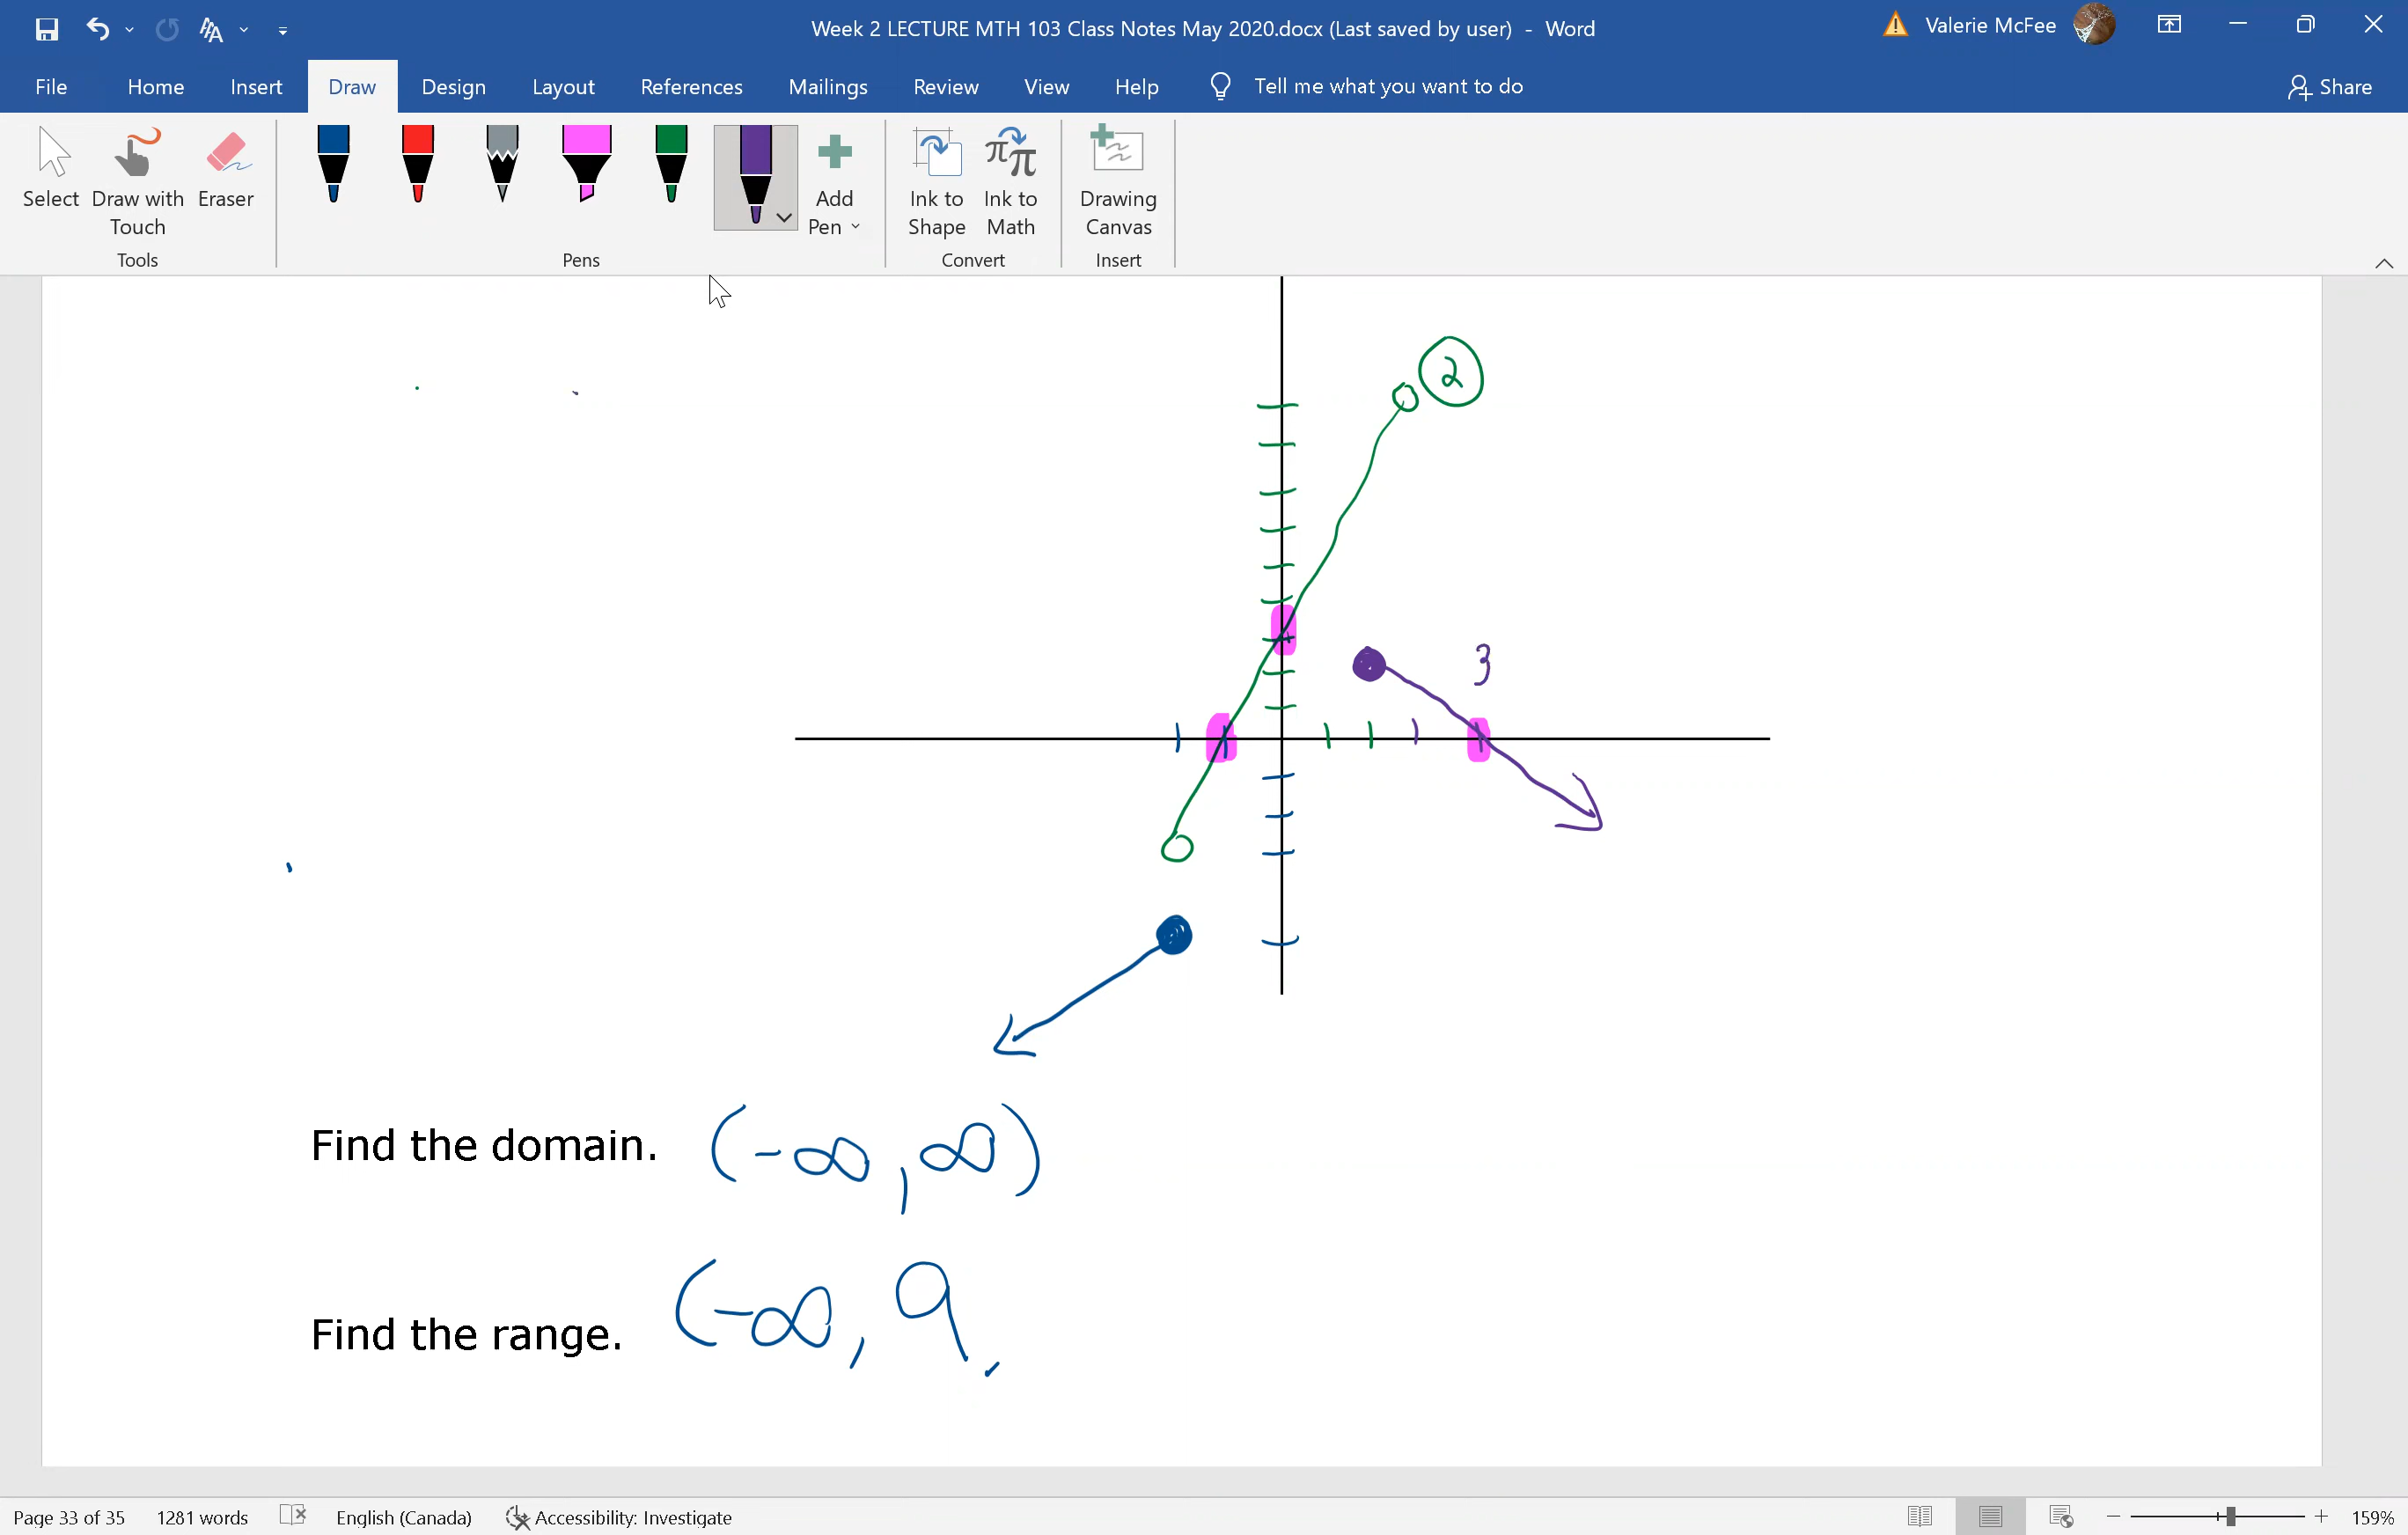 Week 2 LECTURE MTH 103 Class Notes May 2020.docx (Last saved by user) - Word
Valerie McFee
File Home Insert Draw Design Layout References Mailings Review View Help Tell me what you want to do Share
Select Draw with Touch Eraser Add Pen Ink to Shape Ink to Math Drawing Canvas
Tools Pens Convert Insert
2
3
Find the domain. (-∞, ∞)
Find the range. (-∞, 9
Page 33 of 35 1281 words English (Canada) Accessibility: Investigate 159%